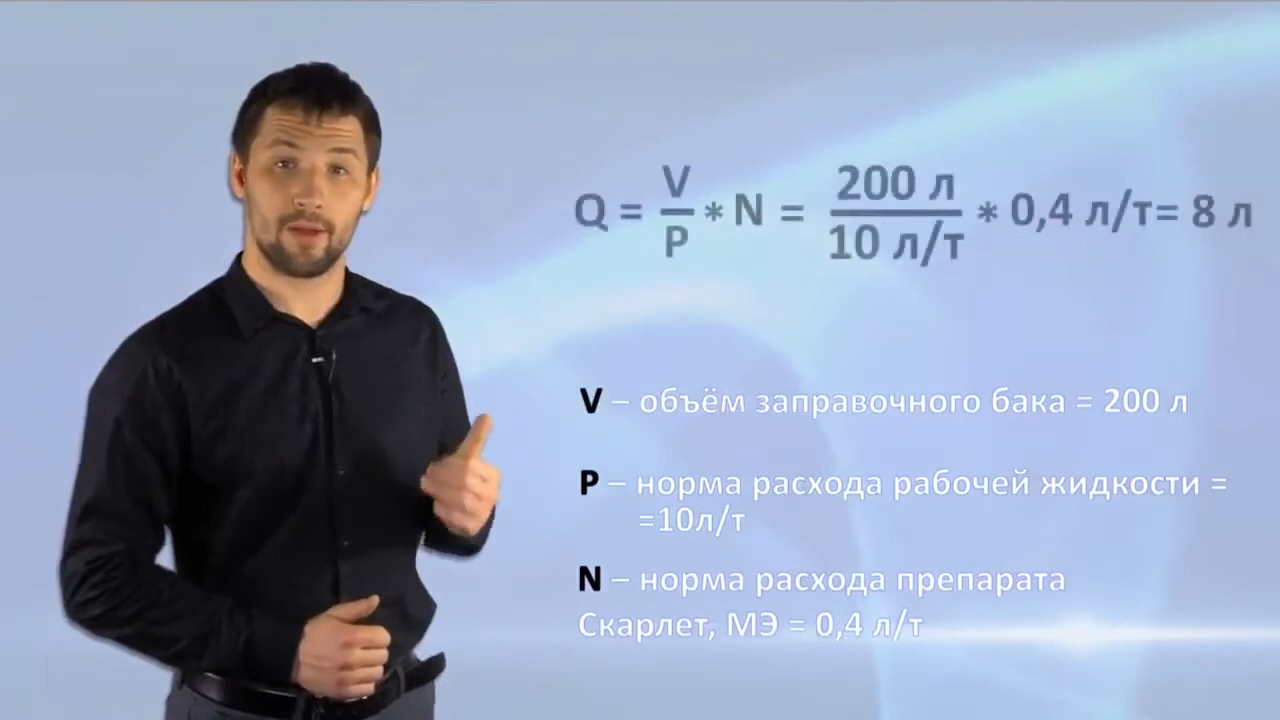 Q = V/P * N = 200 л/10 л/т * 0,4 л/т= 8 л
V – объём заправочного бака = 200 л
P – норма расхода рабочей жидкости =
=10л/т
N – норма расхода препарата
Скарлет, МЭ = 0,4 л/т